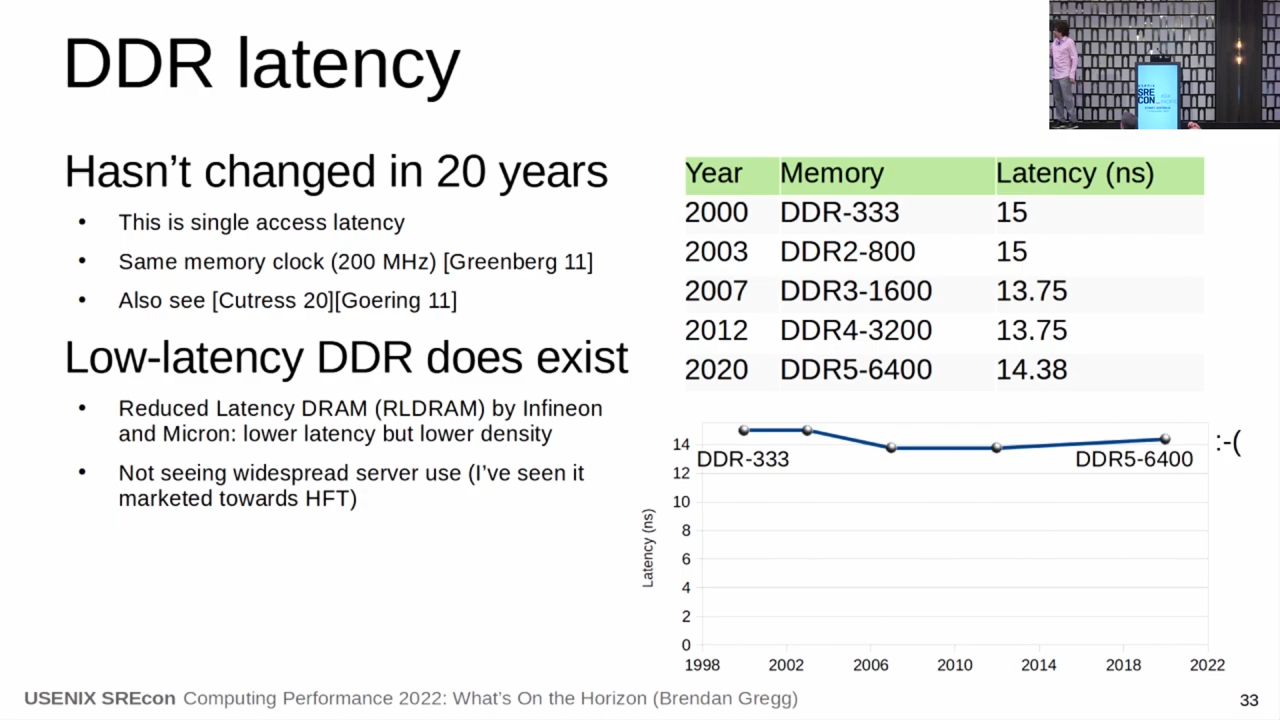 DDR latency
Hasn't changed in 20 years
• This is single access latency
• Same memory clock (200 MHz) [Greenberg 11]
• Also see [Cutress 20][Goering 11]
Low-latency DDR does exist
• Reduced Latency DRAM (RLDRAM) by Infineon
and Micron: lower latency but lower density
• Not seeing widespread server use (I've seen it
marketed towards HFT)
SRE
CON
Year Memory Latency (ns)
2000 DDR-333 15
2003 DDR2-800 15
2007 DDR3-1600 13.75
2012 DDR4-3200 13.75
2020 DDR5-6400 14.38
:-(
DDR-333 DDR5-6400
Latency (ns)
14
12
10
8
6
4
2
0
1998 2002 2006 2010 2014 2018 2022
USENIX SREcon Computing Performance 2022: What's On the Horizon (Brendan Gregg)
33